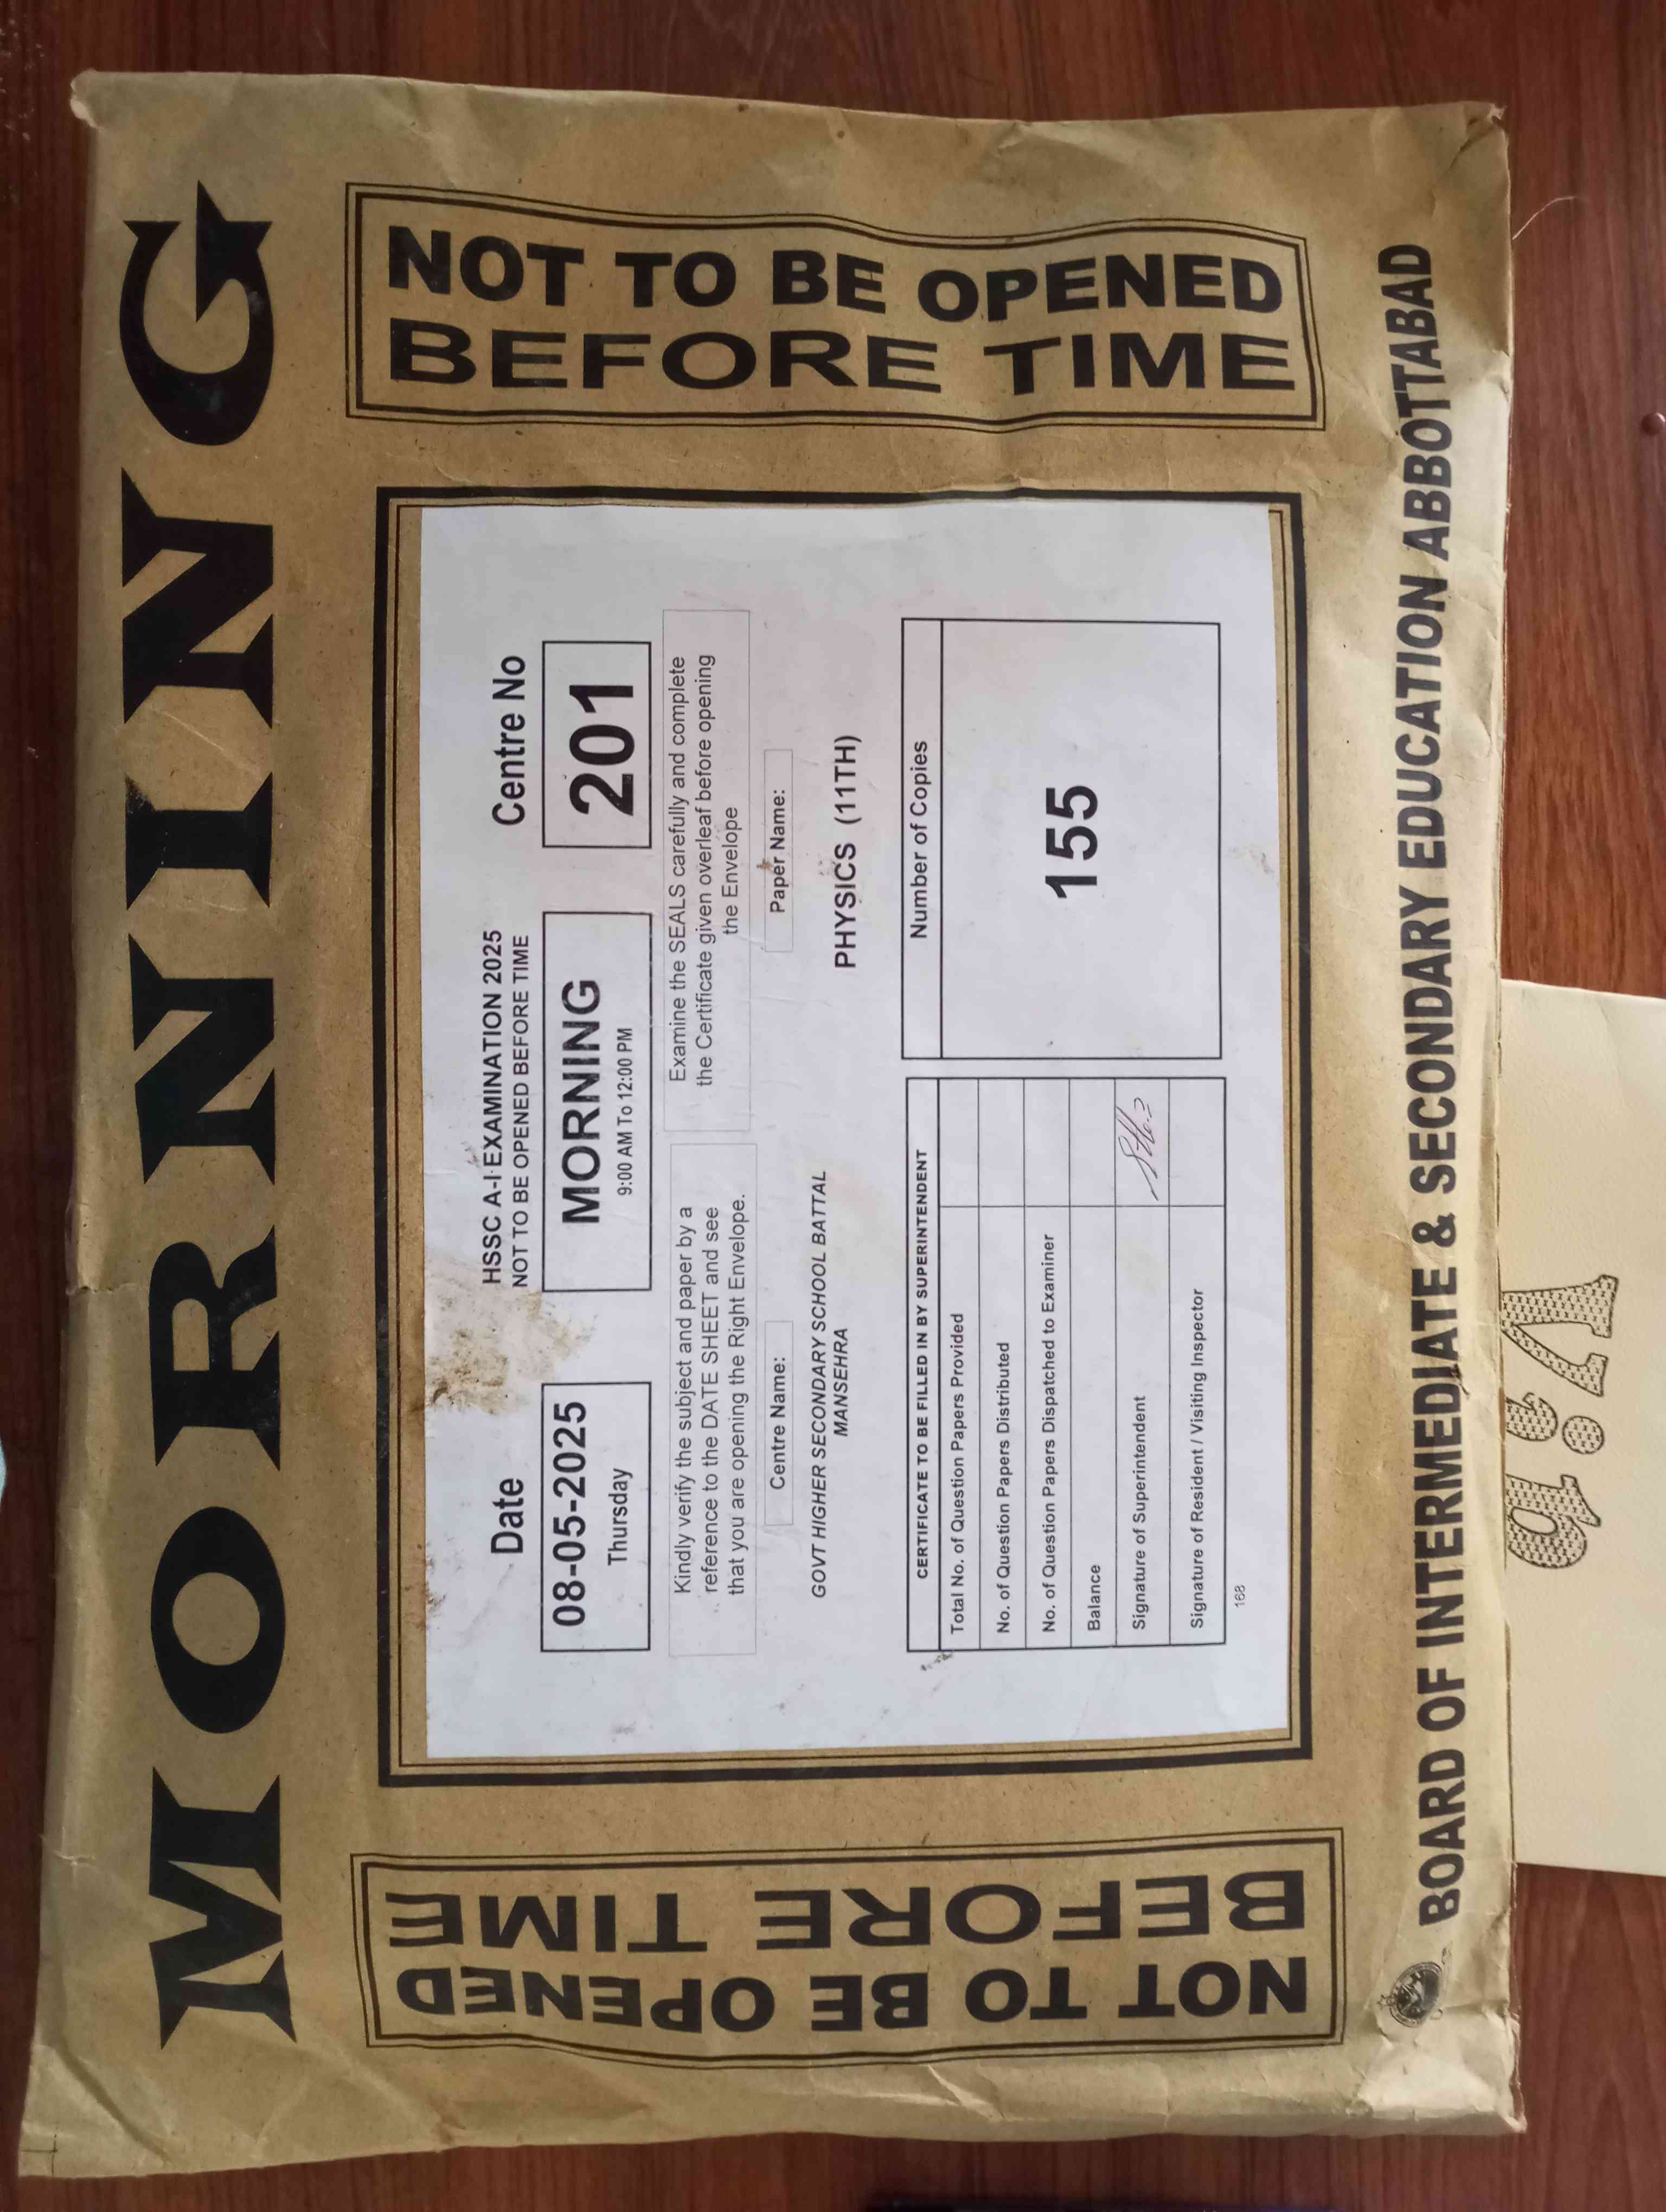 MORNING
NOT TO BE OPENED
BEFORE TIME
HSSC A-I EXAMINATION 2025
NOT TO BE OPENED BEFORE TIME
Date
08-05-2025
Thursday
MORNING
9:00 AM To 12:00 PM
Centre No
201
Kindly verify the subject and paper by a
reference to the DATE SHEET and see
that you are opening the Right Envelope.
Examine the SEALS carefully and complete
the Certificate given overleaf before opening
the Envelope
Centre Name:
GOVT HIGHER SECONDARY SCHOOL BATTAL
MANSEHRA
Paper Name:
PHYSICS (11TH)
CERTIFICATE TO BE FILLED IN BY SUPERINTENDENT
Total No. of Question Papers Provided
No. of Question Papers Distributed
No. of Question Papers Dispatched to Examiner
Balance
Signature of Superintendent
Signature of Resident / Visiting Inspector
168
Number of Copies
155
NOT TO BE OPENED
BEFORE TIME
BOARD OF INTERMEDIATE & SECONDARY EDUCATION ABBOTTABAD